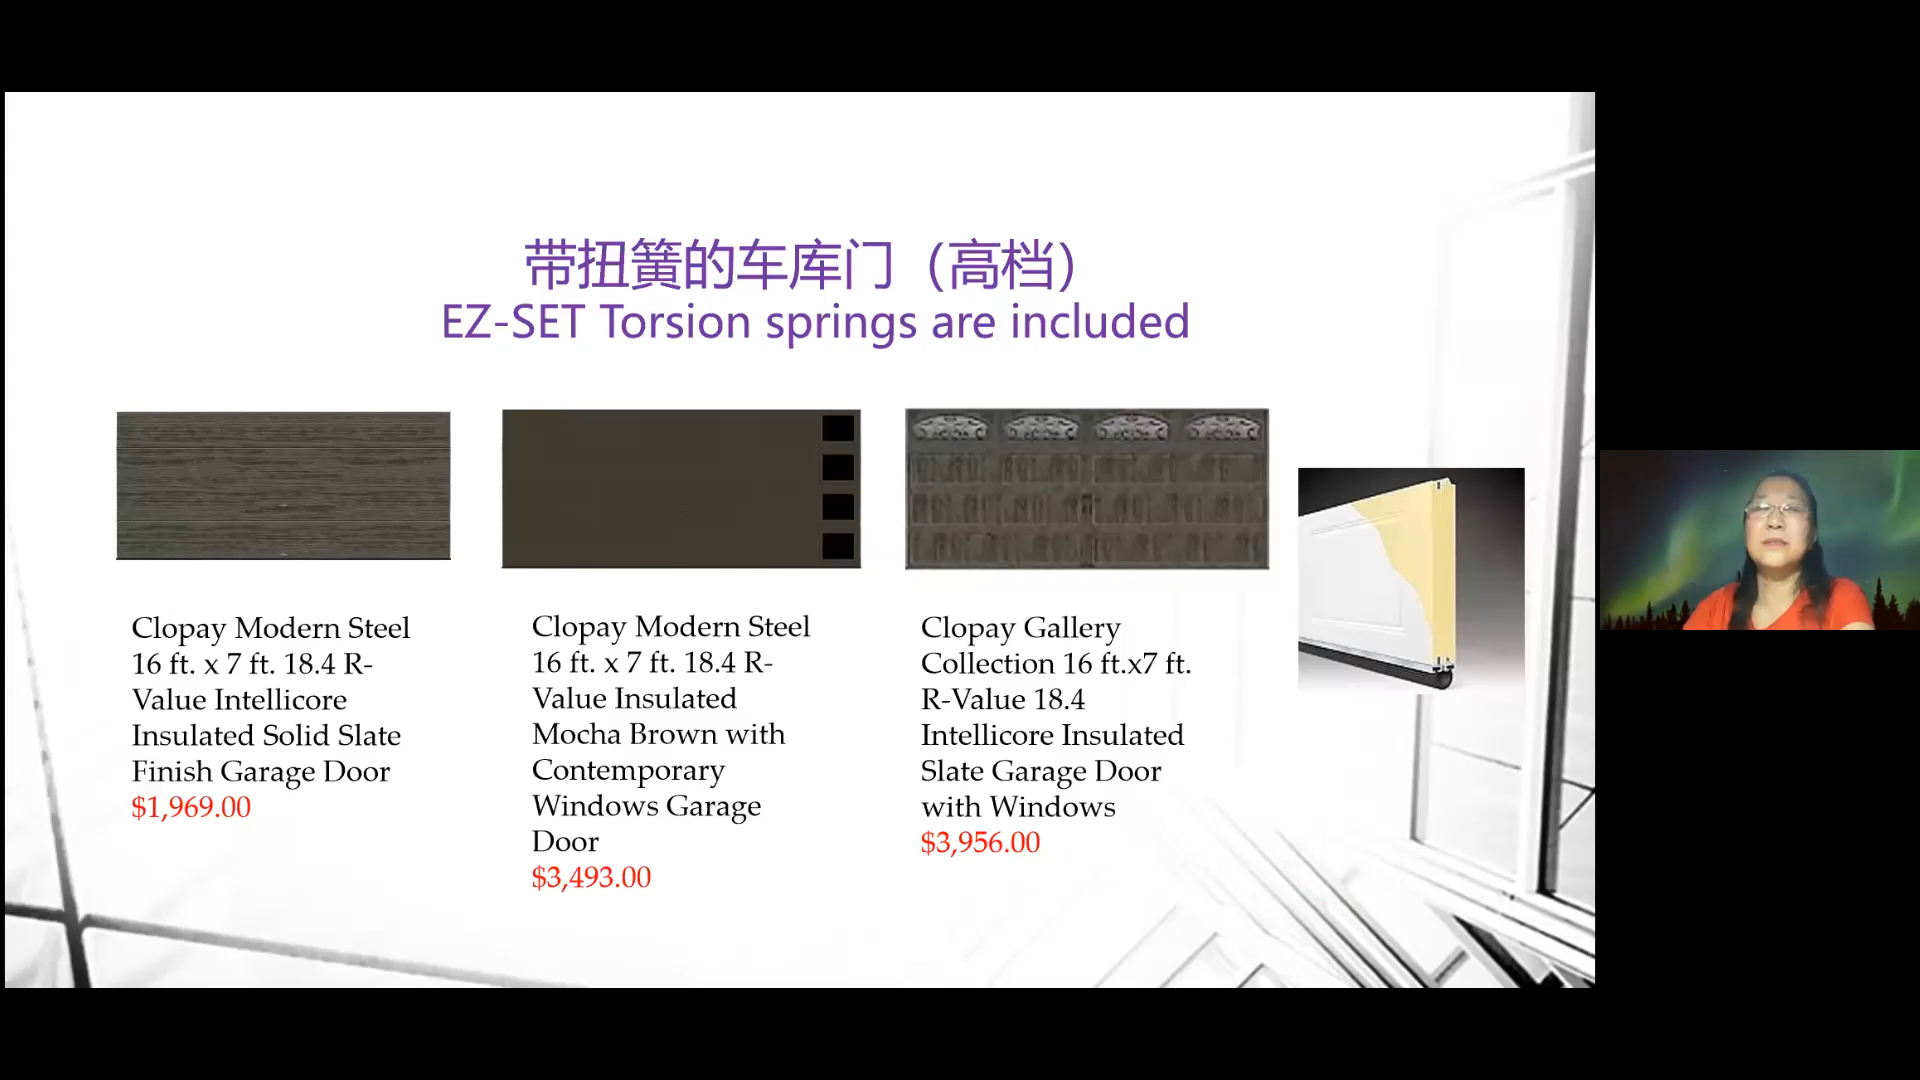 带扭簧的车库门（高档）
EZ-SET Torsion springs are included
Clopay Modern Steel
16 ft. x 7 ft. 18.4 R-
Value Intellicore
Insulated Solid Slate
Finish Garage Door
$1,969.00
Clopay Modern Steel
16 ft. x 7 ft. 18.4 R-
Value Insulated
Mocha Brown with
Contemporary
Windows Garage
Door
$3,493.00
Clopay Gallery
Collection 16 ft.x7 ft.
R-Value 18.4
Intellicore Insulated
Slate Garage Door
with Windows
$3,956.00